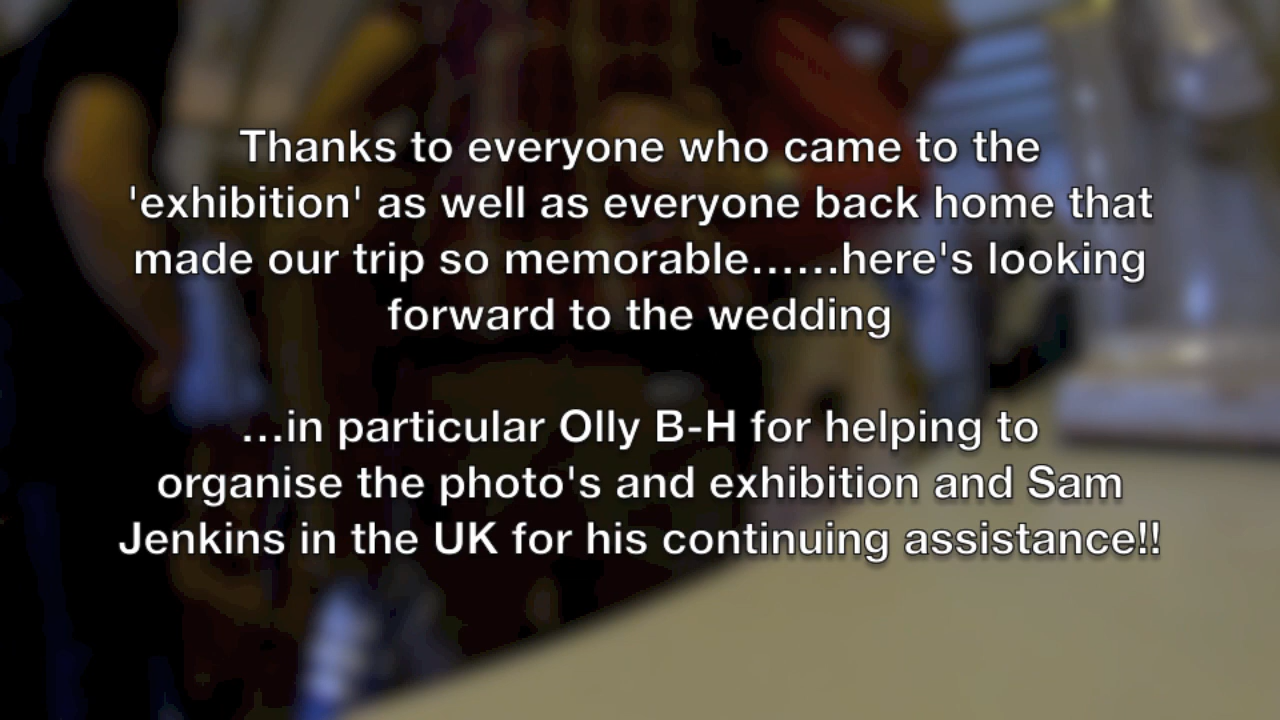 Thanks to everyone who came to the
'exhibition' as well as everyone back home that
made our trip so memorable......here's looking
forward to the wedding
...in particular Olly B-H for helping to
organise the photo's and exhibition and Sam
Jenkins in the UK for his continuing assistance!!